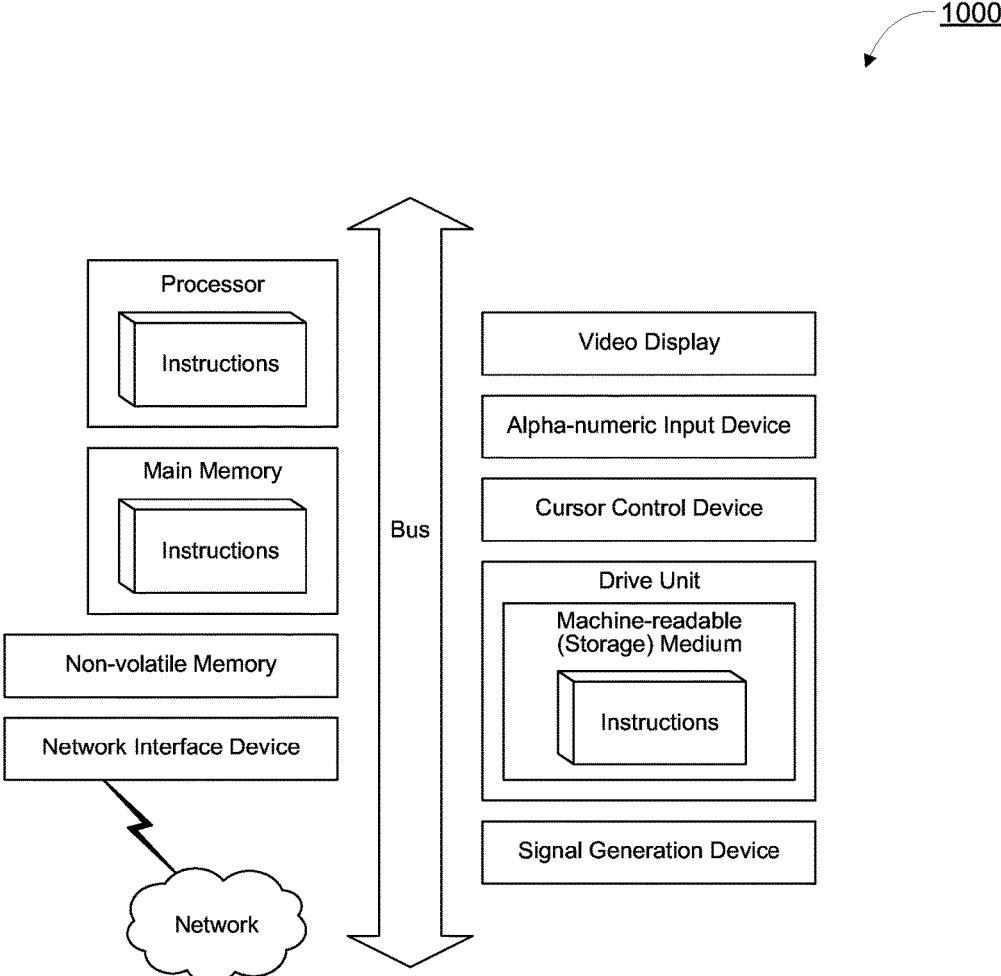 1000
Processor
Instructions
Main Memory
Instructions
Non-volatile Memory
Network Interface Device
Network
Bus
Video Display
Alpha-numeric Input Device
Cursor Control Device
Drive Unit
Machine-readable
(Storage) Medium
Instructions
Signal Generation Device